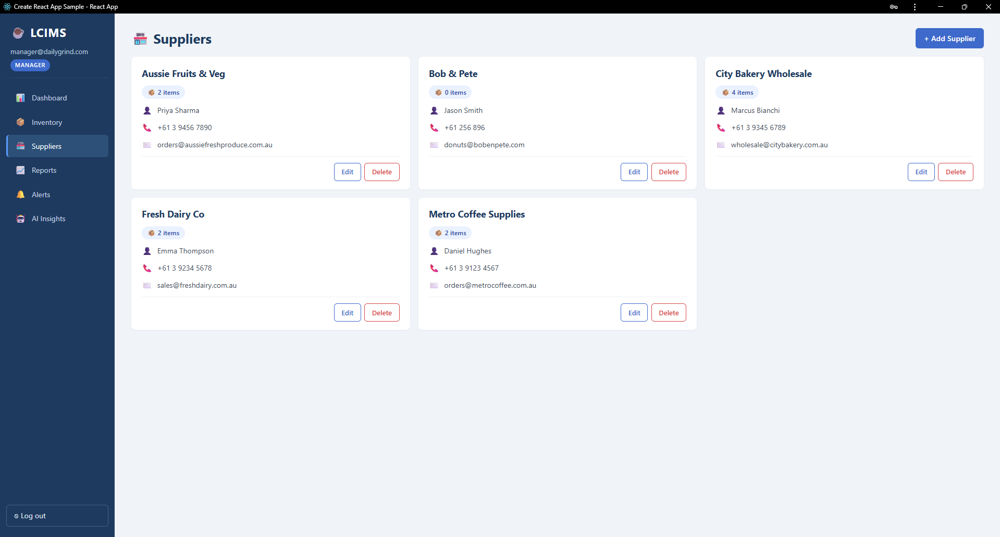 Create React App Sample - React App
LCIMS
manager@dailygrind.com
MANAGER
Dashboard
Inventory
Suppliers
Reports
Alerts
AI Insights
Log out
Suppliers
+ Add Supplier
Aussie Fruits & Veg
2 items
Priya Sharma
+61 3 9456 7890
orders@aussiefreshproduce.com.au
Edit Delete
Bob & Pete
0 items
Jason Smith
+61 256 896
donuts@bobenpete.com
Edit Delete
City Bakery Wholesale
4 items
Marcus Bianchi
+61 3 9345 6789
wholesale@citybakery.com.au
Edit Delete
Fresh Dairy Co
2 items
Emma Thompson
+61 3 9234 5678
sales@freshdairy.com.au
Edit Delete
Metro Coffee Supplies
2 items
Daniel Hughes
+61 3 9123 4567
orders@metrocoffee.com.au
Edit Delete